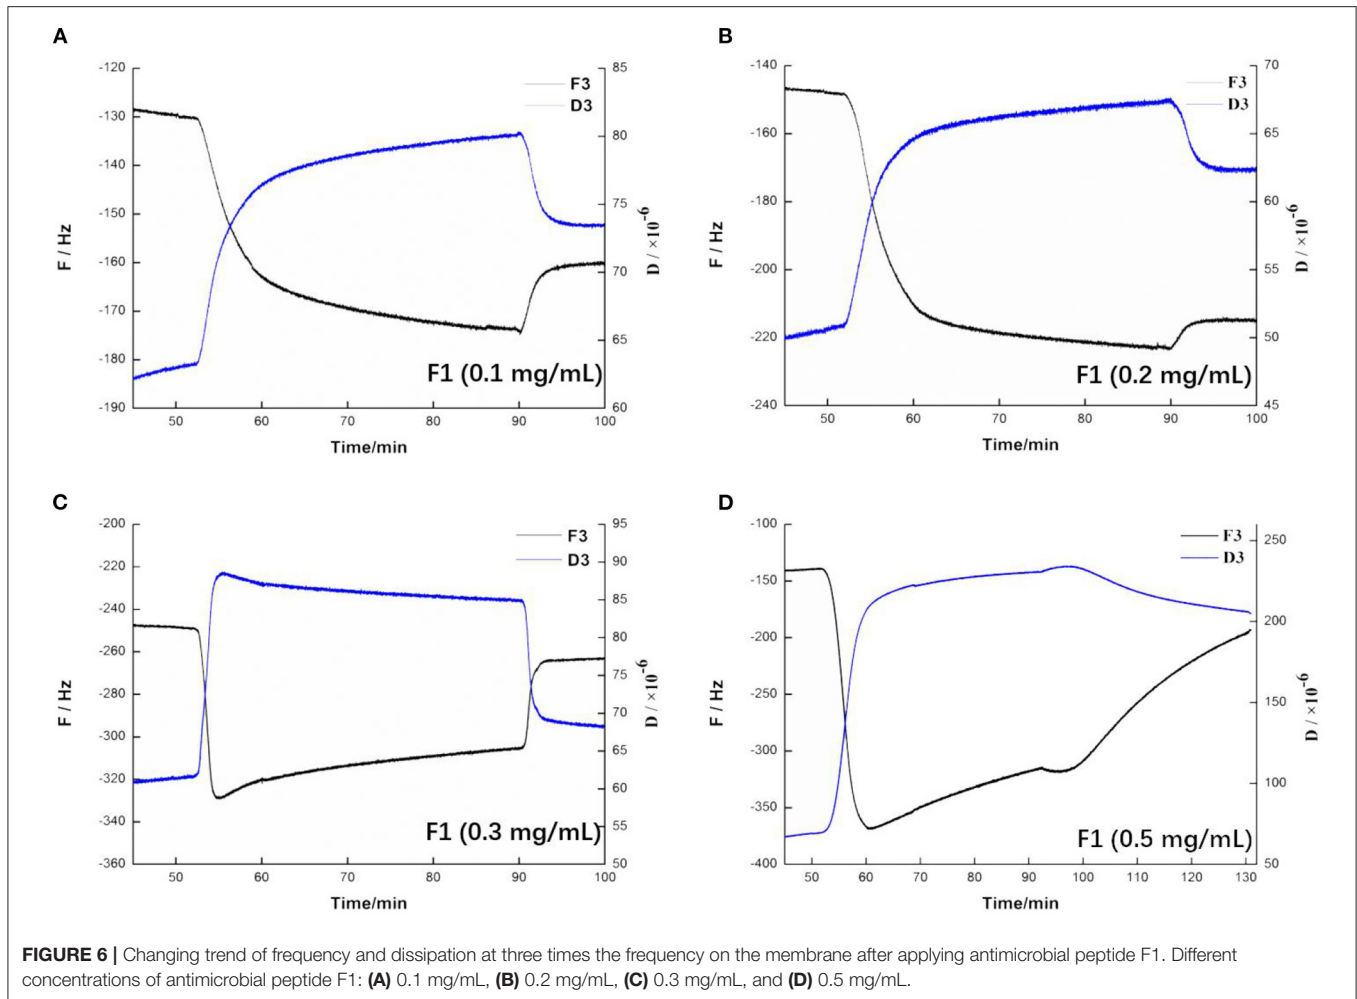 A
F / Hz
-120
-130
-140
-150
-160
-170
-180
-190
F3
D3
85
80
75
70
65
60
D / ×10-6
F1 (0.1 mg/mL)
50 60 70 80 90 100
Time/min
B
F / Hz
-140
-160
-180
-200
-220
-240
F3
D3
70
65
60
55
50
45
D / ×10-6
F1 (0.2 mg/mL)
50 60 70 80 90 100
Time/min
C
F / Hz
-200
-220
-240
-260
-280
-300
-320
-340
-360
F3
D3
95
90
85
80
75
70
65
60
55
50
D / ×10-6
F1 (0.3 mg/mL)
50 60 70 80 90 100
Time/min
D
F / Hz
-100
-150
-200
-250
-300
-350
-400
F3
D3
250
200
150
100
50
D / ×10-6
F1 (0.5 mg/mL)
50 60 70 80 90 100 110 120 130
Time/min
FIGURE 6 | Changing trend of frequency and dissipation at three times the frequency on the membrane after applying antimicrobial peptide F1. Different
concentrations of antimicrobial peptide F1: (A) 0.1 mg/mL, (B) 0.2 mg/mL, (C) 0.3 mg/mL, and (D) 0.5 mg/mL.